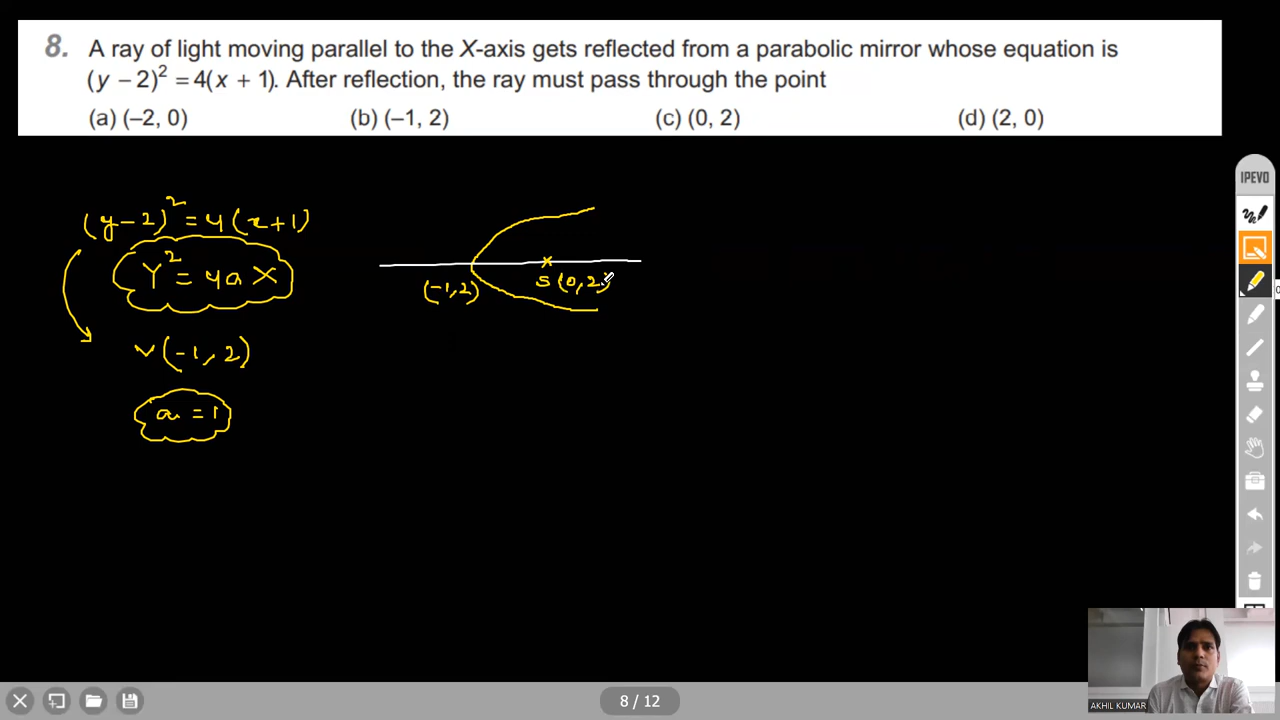 8. A ray of light moving parallel to the X-axis gets reflected from a parabolic mirror whose equation is
(y – 2)² = 4(x + 1). After reflection, the ray must pass through the point
(a) (–2, 0) (b) (–1, 2) (c) (0, 2) (d) (2, 0)
IPEVO
(y-2)² = 4(x+1)
Y² = 4aX
(-1,2) S(0,2)
V(-1,2)
a = 1
8 / 12
AKHIL KUMAR